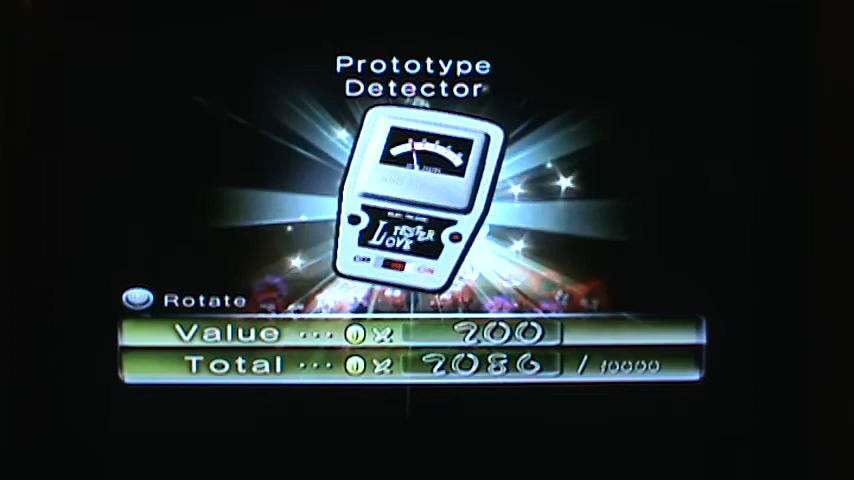 Prototype
Detector
LOVE TESTER
Rotate
Value ... x 200
Total ... x 2086 / 10000